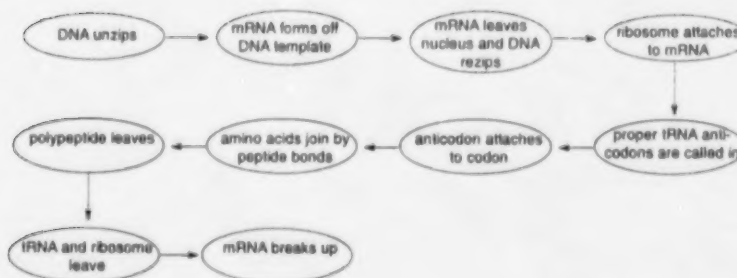 DNA unzips
mRNA forms off
DNA template
mRNA leaves
nucleus and DNA
rezips
ribosome attaches
to mRNA
proper tRNA anti-
codons are called in
anticodon attaches
to codon
amino acids join by
peptide bonds
polypeptide leaves
tRNA and ribosome
leave
mRNA breaks up